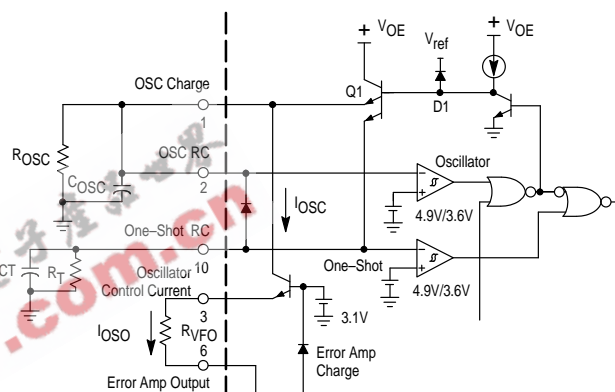 V_OE
V_OE
V_ref
OSC Charge
Q1
D1
1
R_OSC
OSC RC
Oscillator
C_OSC
2
I_OSC
4.9V/3.6V
One–Shot RC
CT
R_T
10
One–Shot
Oscillator
Control Current
4.9V/3.6V
3
3.1V
I_OSO
R_VFO
6
Error Amp
Charge
Error Amp Output
.com.cn